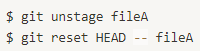 $ git unstage fileA
$ git reset HEAD -- fileA